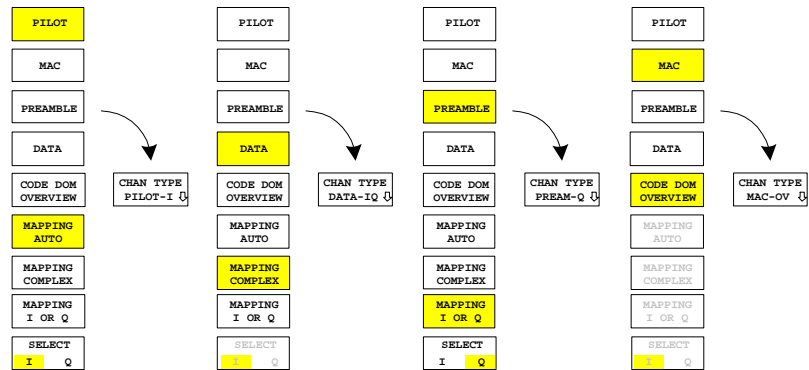 PILOT
MAC
PREAMBLE
DATA
CODE DOM
OVERVIEW
MAPPING
AUTO
MAPPING
COMPLEX
MAPPING
I OR Q
SELECT
I Q
CHAN TYPE
PILOT-I
PILOT
MAC
PREAMBLE
DATA
CODE DOM
OVERVIEW
MAPPING
AUTO
MAPPING
COMPLEX
MAPPING
I OR Q
SELECT
I Q
CHAN TYPE
DATA-IQ
PILOT
MAC
PREAMBLE
DATA
CODE DOM
OVERVIEW
MAPPING
AUTO
MAPPING
COMPLEX
MAPPING
I OR Q
SELECT
I Q
CHAN TYPE
PREAM-Q
PILOT
MAC
PREAMBLE
DATA
CODE DOM
OVERVIEW
MAPPING
AUTO
MAPPING
COMPLEX
MAPPING
I OR Q
SELECT
I Q
CHAN TYPE
MAC-OV